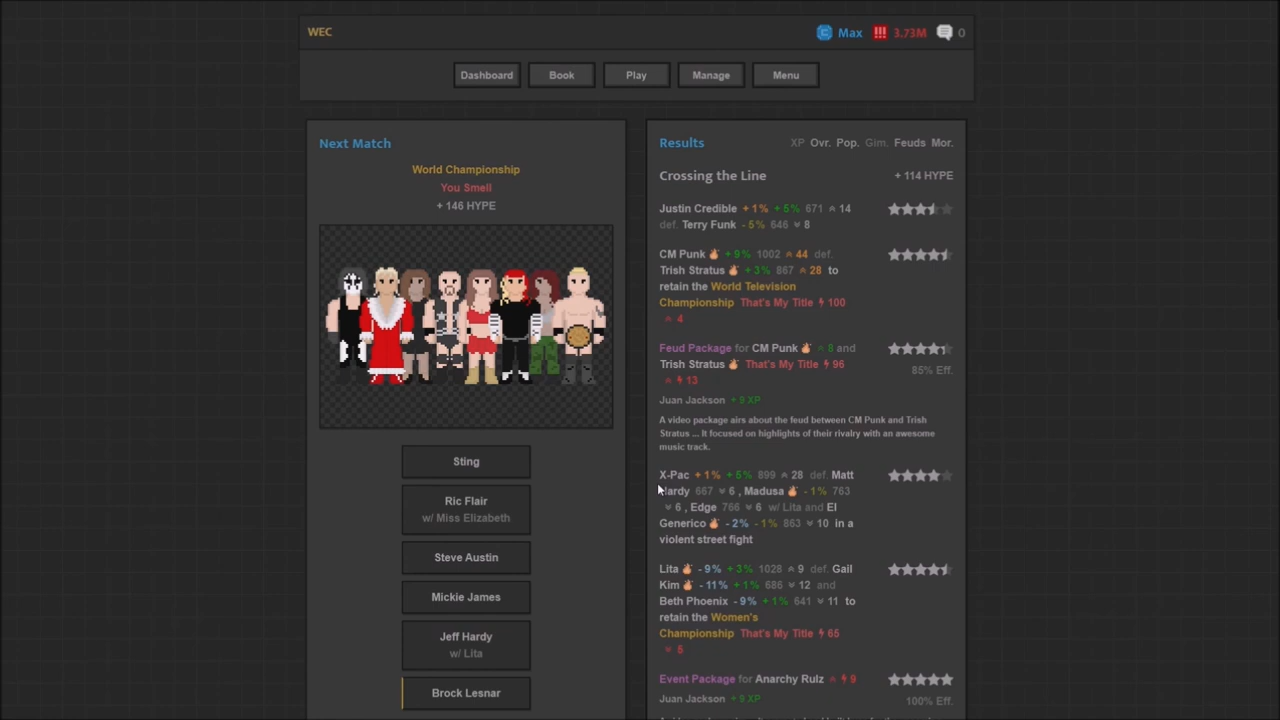 WEC
Max 3.73M 0
Dashboard Book Play Manage Menu
Next Match
World Championship
You Smell
+ 146 HYPE
Sting
Ric Flair
w/ Miss Elizabeth
Steve Austin
Mickie James
Jeff Hardy
w/ Lita
Brock Lesnar
Results XP Ovr. Pop. Gim. Feuds Mor.
Crossing the Line + 114 HYPE
Justin Credible + 1% + 5% 671 14
def. Terry Funk - 5% 646 8
CM Punk + 9% 1002 44 def.
Trish Stratus + 3% 867 28 to
retain the World Television
Championship That's My Title 100
4
Feud Package for CM Punk 8 and
Trish Stratus That's My Title 96
13
85% Eff.
Juan Jackson + 9 XP
A video package airs about the feud between CM Punk and Trish
Stratus ... It focused on highlights of their rivalry with an awesome
music track.
X-Pac + 1% + 5% 899 28 def. Matt
Hardy 667 6 , Madusa - 1% 763
6 , Edge 766 6 w/ Lita and El
Generico - 2% - 1% 863 10 in a
violent street fight
Lita - 9% + 3% 1028 9 def. Gail
Kim - 11% + 1% 686 12 and
Beth Phoenix - 9% + 1% 641 11 to
retain the Women's
Championship That's My Title 65
5
Event Package for Anarchy Rulz 9
Juan Jackson + 9 XP
100% Eff.